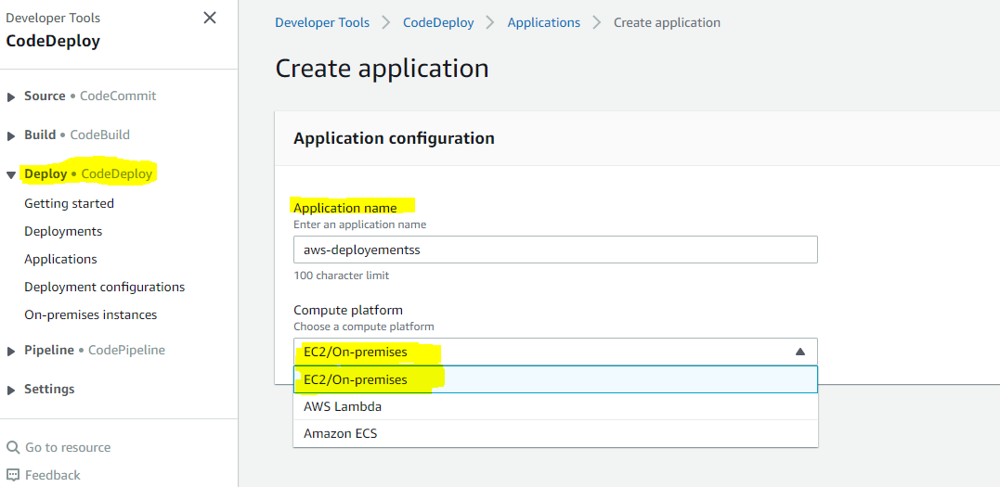 Developer Tools
CodeDeploy
Source • CodeCommit
Build • CodeBuild
Deploy • CodeDeploy
Getting started
Deployments
Applications
Deployment configurations
On-premises instances
Pipeline • CodePipeline
Settings
Go to resource
Feedback
Developer Tools > CodeDeploy > Applications > Create application
Create application
Application configuration
Application name
Enter an application name
aws-deployementss
100 character limit
Compute platform
Choose a compute platform
EC2/On-premises
EC2/On-premises
AWS Lambda
Amazon ECS